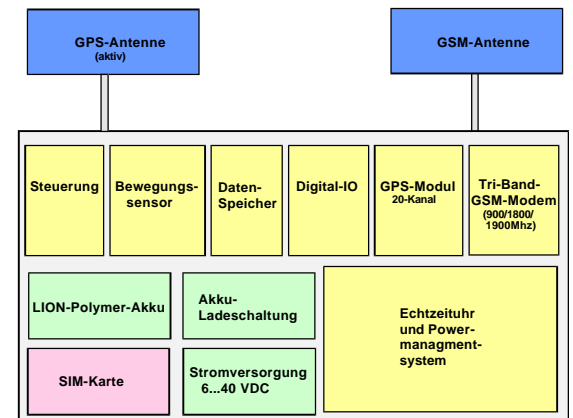 GPS-Antenne
(aktiv)
GSM-Antenne
Steuerung
Bewegungs-
sensor
Daten-
Speicher
Digital-IO
GPS-Modul
20-Kanal
Tri-Band-
GSM-Modem
(900/1800/
1900Mhz)
LION-Polymer-Akku
Akku-
Ladeschaltung
Echtzeituhr
und Power-
managment-
system
SIM-Karte
Stromversorgung
6...40 VDC